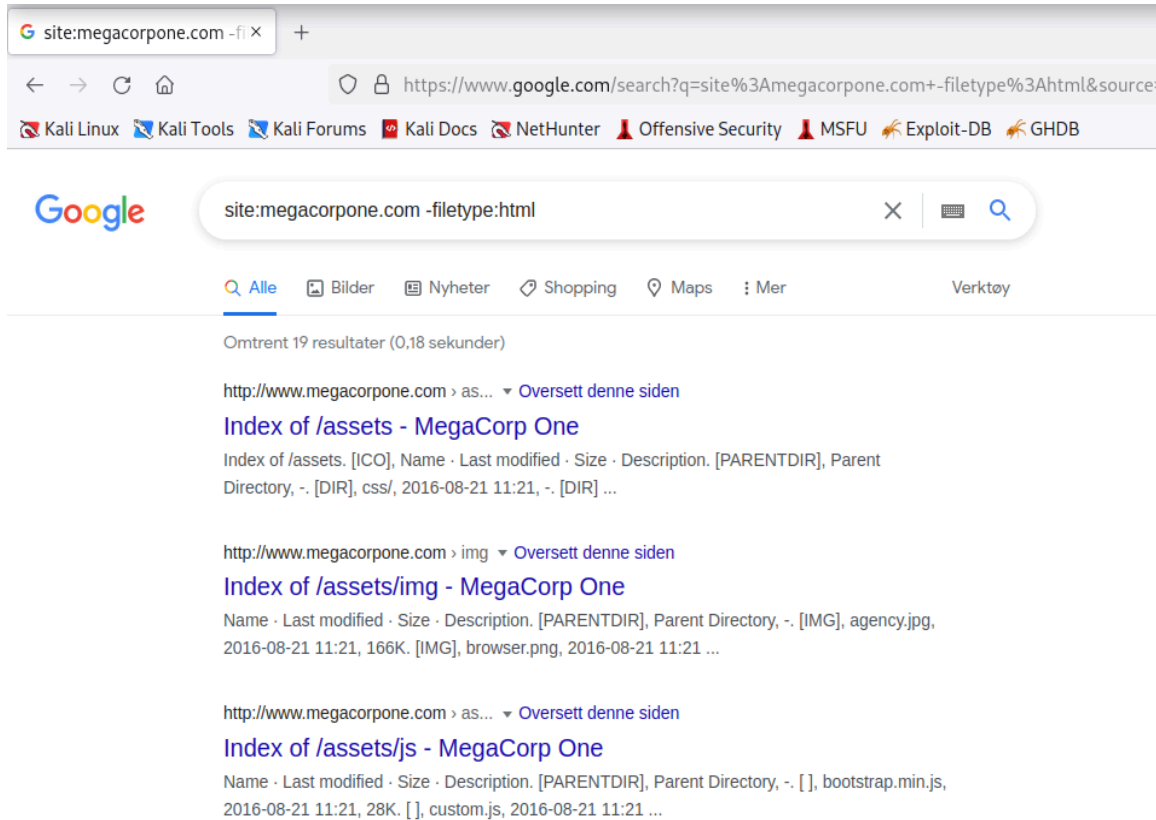 site:megacorpone.com -fi
https://www.google.com/search?q=site%3Amegacorpone.com+-filetype%3Ahtml&source=
Kali Linux Kali Tools Kali Forums Kali Docs NetHunter Offensive Security MSFU Exploit-DB GHDB
Google site:megacorpone.com -filetype:html
Alle Bilder Nyheter Shopping Maps Mer Verktøy
Omtrent 19 resultater (0,18 sekunder)
http://www.megacorpone.com › as... Oversett denne siden
Index of /assets - MegaCorp One
Index of /assets. [ICO], Name · Last modified · Size · Description. [PARENTDIR], Parent
Directory, -. [DIR], css/, 2016-08-21 11:21, -. [DIR] ...
http://www.megacorpone.com › img Oversett denne siden
Index of /assets/img - MegaCorp One
Name · Last modified · Size · Description. [PARENTDIR], Parent Directory, -. [IMG], agency.jpg,
2016-08-21 11:21, 166K. [IMG], browser.png, 2016-08-21 11:21 ...
http://www.megacorpone.com › as... Oversett denne siden
Index of /assets/js - MegaCorp One
Name · Last modified · Size · Description. [PARENTDIR], Parent Directory, -. [ ], bootstrap.min.js,
2016-08-21 11:21, 28K. [ ], custom.js, 2016-08-21 11:21 ...